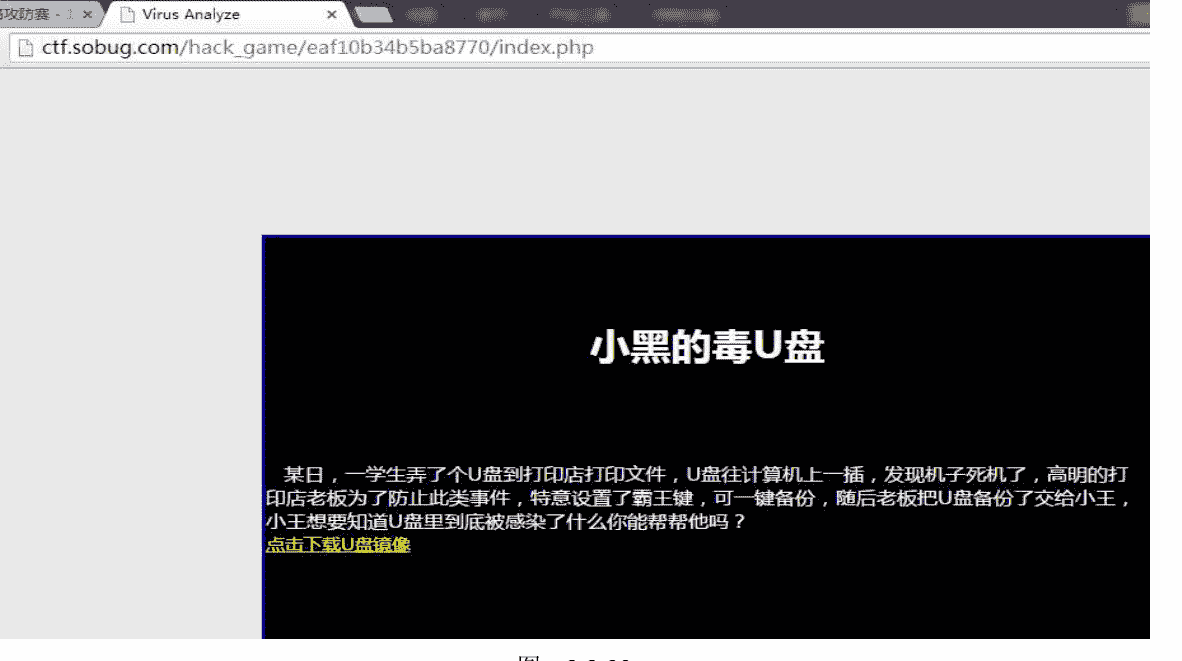 攻防赛 - 1
Virus Analyze
ctf.sobug.com/hack_game/eaf10b34b5ba8770/index.php
小黑的毒U盘
某日，一学生弄了个U盘到打印店打印文件，U盘往计算机上一插，发现机子死机了，高明的打
印店老板为了防止此类事件，特意设置了霸王键，可一键备份，随后老板把U盘备份了交给小王，
小王想要知道U盘里到底被感染了什么你能帮帮他吗？
点击下载U盘镜像